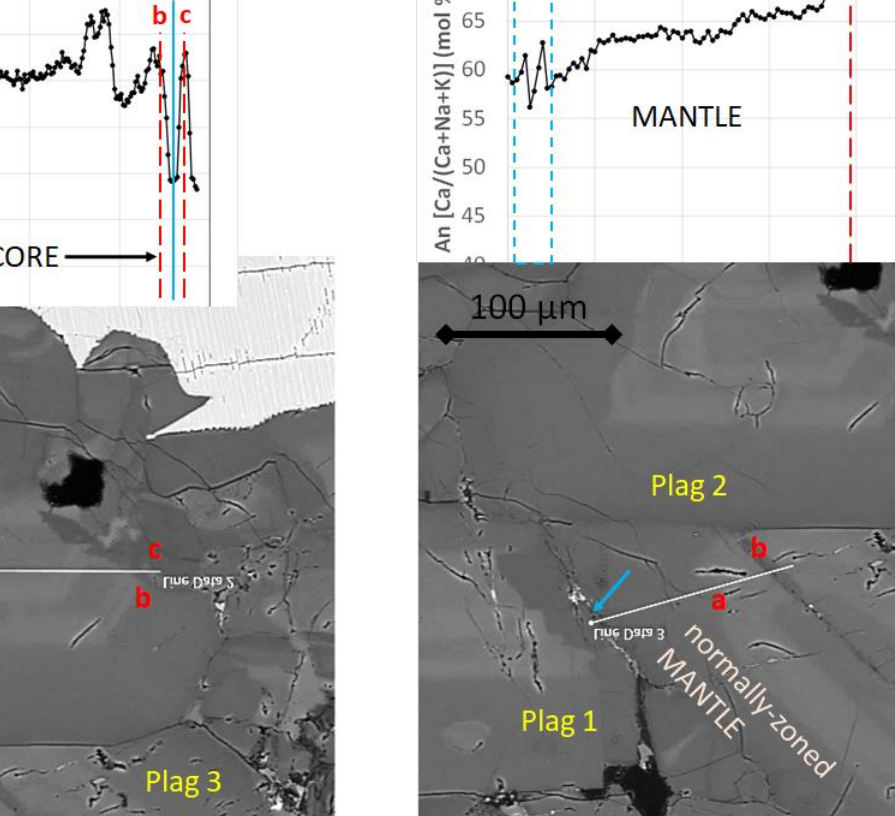 b c
CORE
An [Ca/(Ca+Na+K)] (mol %
65
60
55
50
45
40
MANTLE
100 µm
Plag 2
c
b
Line Data 2
Plag 3
b
a
Line Data 3
Plag 1
normally-zoned
MANTLE